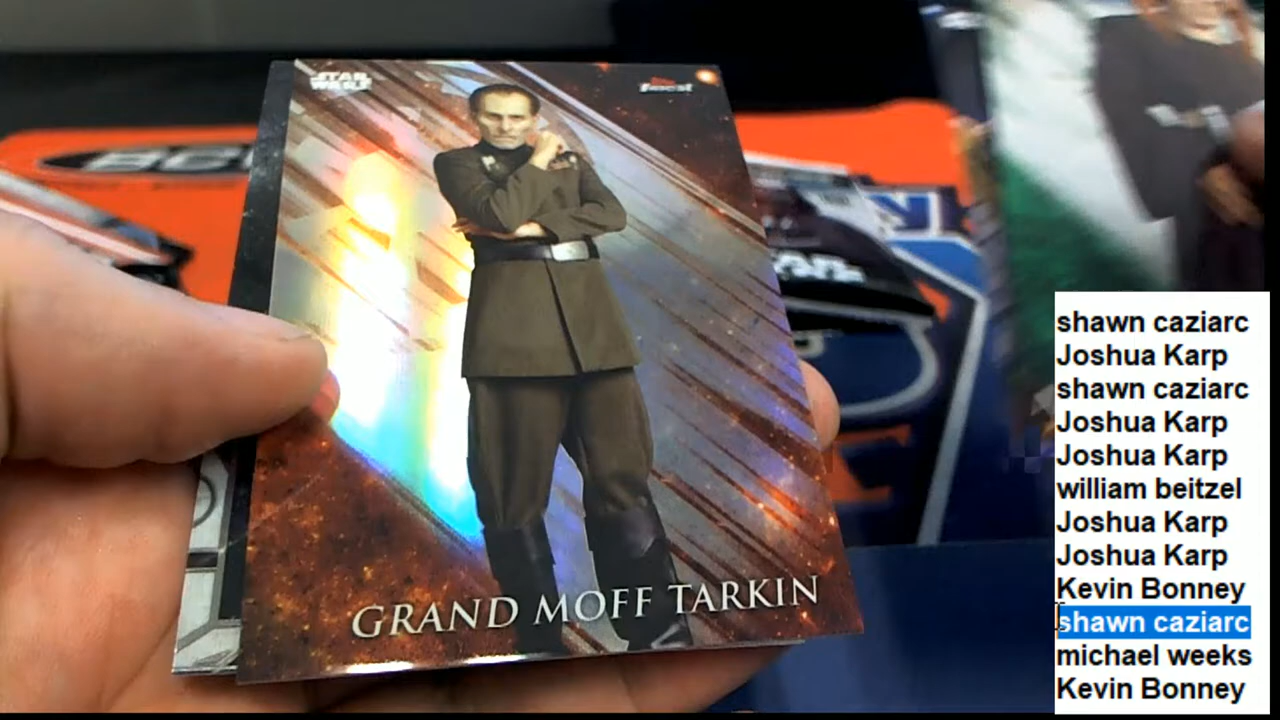 STAR
WARS
Topps
finest
GRAND MOFF TARKIN
shawn caziarc
Joshua Karp
shawn caziarc
Joshua Karp
Joshua Karp
william beitzel
Joshua Karp
Joshua Karp
Kevin Bonney
shawn caziarc
michael weeks
Kevin Bonney